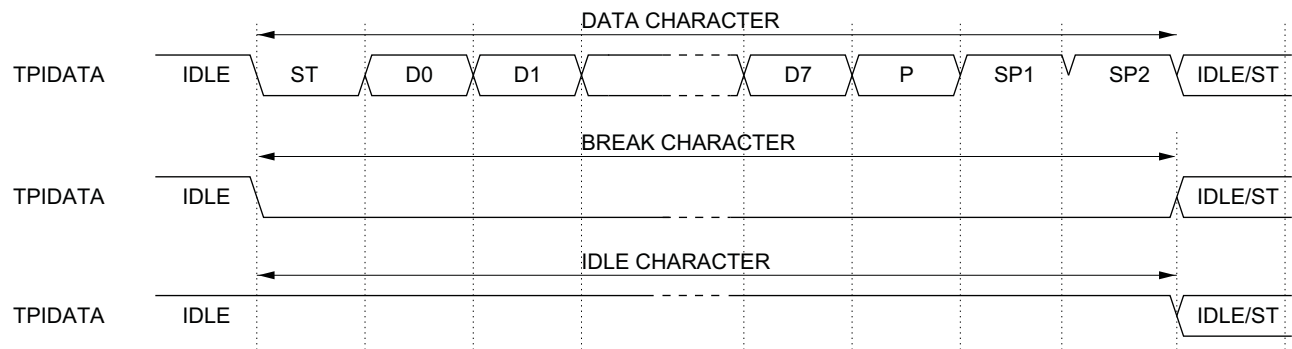 DATA CHARACTER
TPIDATA IDLE ST D0 D1 D7 P SP1 SP2 IDLE/ST
BREAK CHARACTER
TPIDATA IDLE IDLE/ST
IDLE CHARACTER
TPIDATA IDLE IDLE/ST